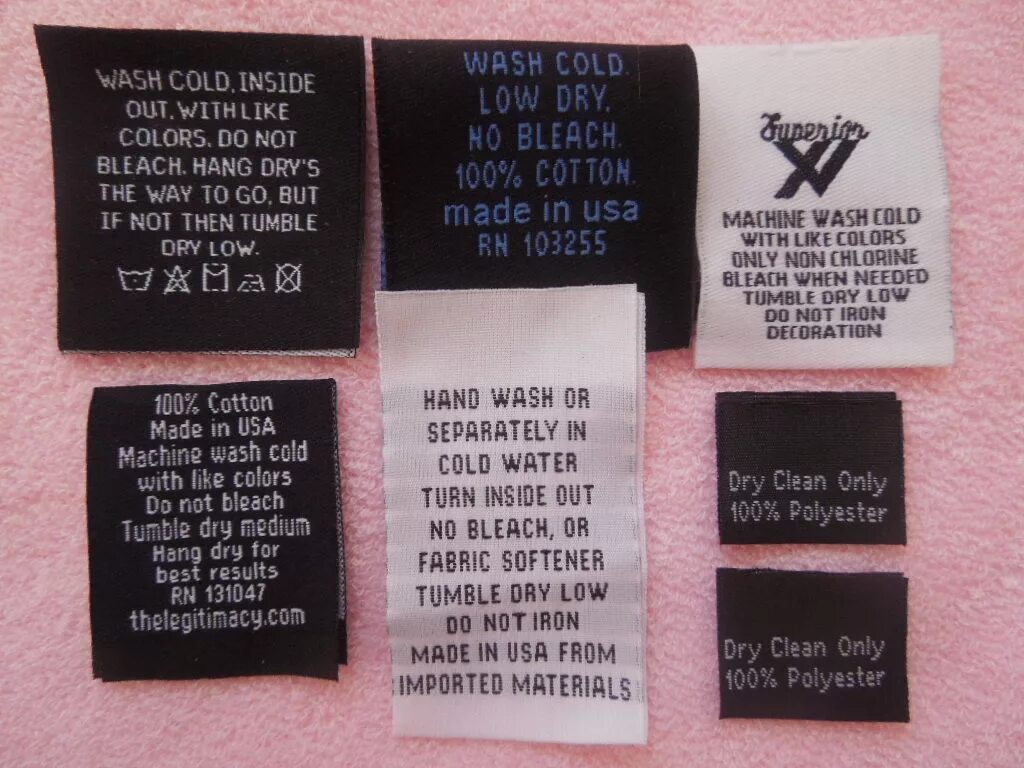 WASH COLD, INSIDE
OUT, WITH LIKE
COLORS. DO NOT
BLEACH. HANG DRY'S
THE WAY TO GO, BUT
IF NOT THEN TUMBLE
DRY LOW.
WASH COLD.
LOW DRY.
NO BLEACH.
100% COTTON.
made in usa
RN 103255
Superior
XV
MACHINE WASH COLD
WITH LIKE COLORS
ONLY NON CHLORINE
BLEACH WHEN NEEDED
TUMBLE DRY LOW
DO NOT IRON
DECORATION
100% Cotton
Made in USA
Machine wash cold
with like colors
Do not bleach
Tumble dry medium
Hang dry for
best results
RN 131047
thelegitimacy.com
HAND WASH OR
SEPARATELY IN
COLD WATER
TURN INSIDE OUT
NO BLEACH, OR
FABRIC SOFTENER
TUMBLE DRY LOW
DO NOT IRON
MADE IN USA FROM
IMPORTED MATERIALS
Dry Clean Only
100% Polyester
Dry Clean Only
100% Polyester